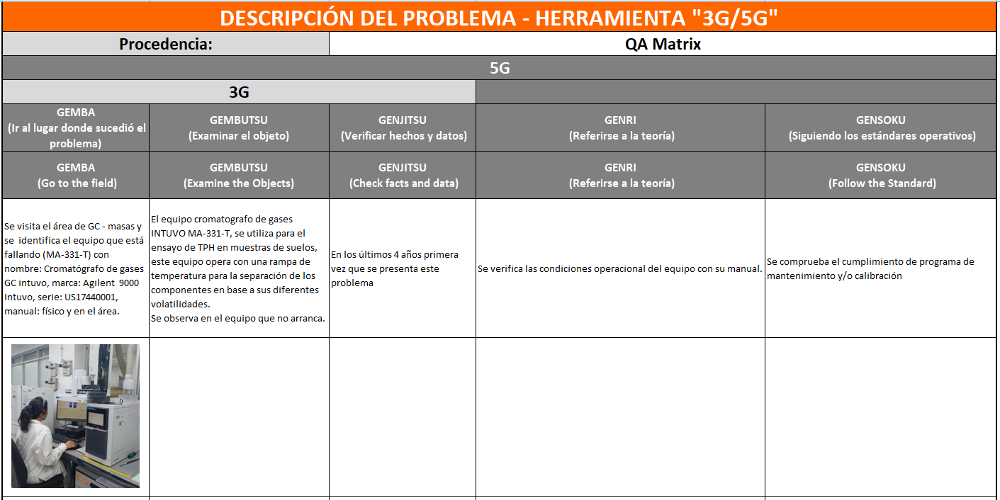 DESCRIPCIÓN DEL PROBLEMA - HERRAMIENTA "3G/5G"
Procedencia:
QA Matrix
5G
3G
GEMBA
(Ir al lugar donde sucedió el
problema)
GEMBUTSU
(Examinar el objeto)
GENJITSU
(Verificar hechos y datos)
GENRI
(Referirse a la teoría)
GENSOKU
(Siguiendo los estándares operativos)
GEMBA
(Go to the field)
GEMBUTSU
(Examine the Objects)
GENJITSU
(Check facts and data)
GENRI
(Referirse a la teoría)
GENSOKU
(Follow the Standard)
Se visita el área de GC - masas y
se identifica el equipo que está
fallando (MA-331-T) con
nombre: Cromatógrafo de gases
GC intuvo, marca: Agilent 9000
Intuvo, serie: US17440001,
manual: físico y en el área.
El equipo cromatografo de gases
INTUVO MA-331-T, se utiliza para el
ensayo de TPH en muestras de suelos,
este equipo opera con una rampa de
temperatura para la separación de los
componentes en base a sus diferentes
volatilidades.
Se observa en el equipo que no arranca.
En los últimos 4 años primera
vez que se presenta este
problema
Se verifica las condiciones operacional del equipo con su manual.
Se comprueba el cumplimiento de programa de
mantenimiento y/o calibración